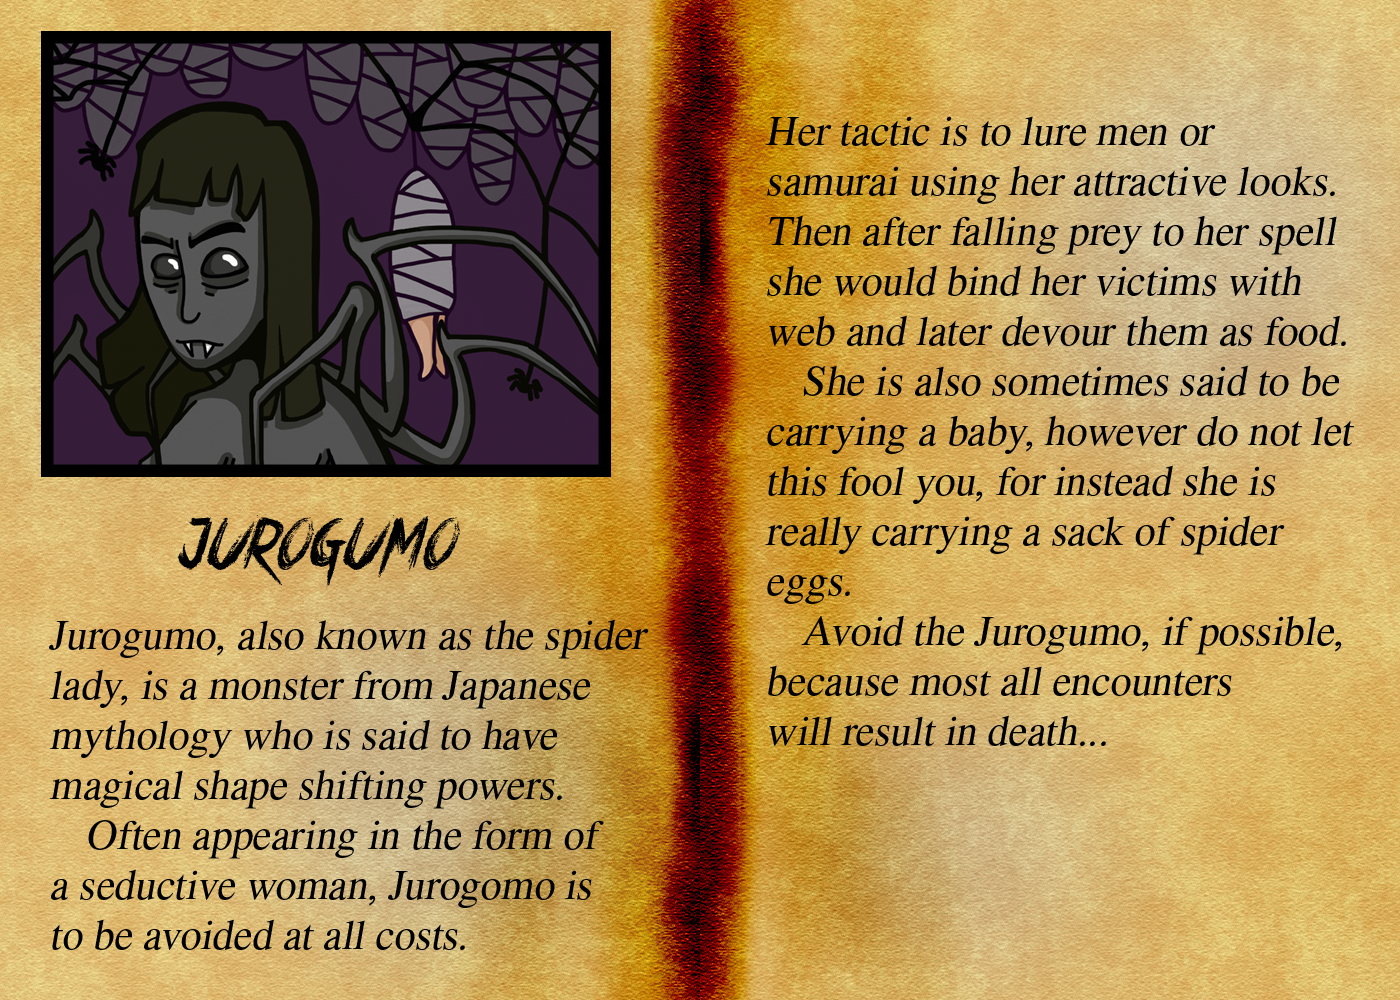 JUROGUMO
Jurogumo, also known as the spider
lady, is a monster from Japanese
mythology who is said to have
magical shape shifting powers.
Often appearing in the form of
a seductive woman, Jurogomo is
to be avoided at all costs.
Her tactic is to lure men or
samurai using her attractive looks.
Then after falling prey to her spell
she would bind her victims with
web and later devour them as food.
She is also sometimes said to be
carrying a baby, however do not let
this fool you, for instead she is
really carrying a sack of spider
eggs.
Avoid the Jurogumo, if possible,
because most all encounters
will result in death...